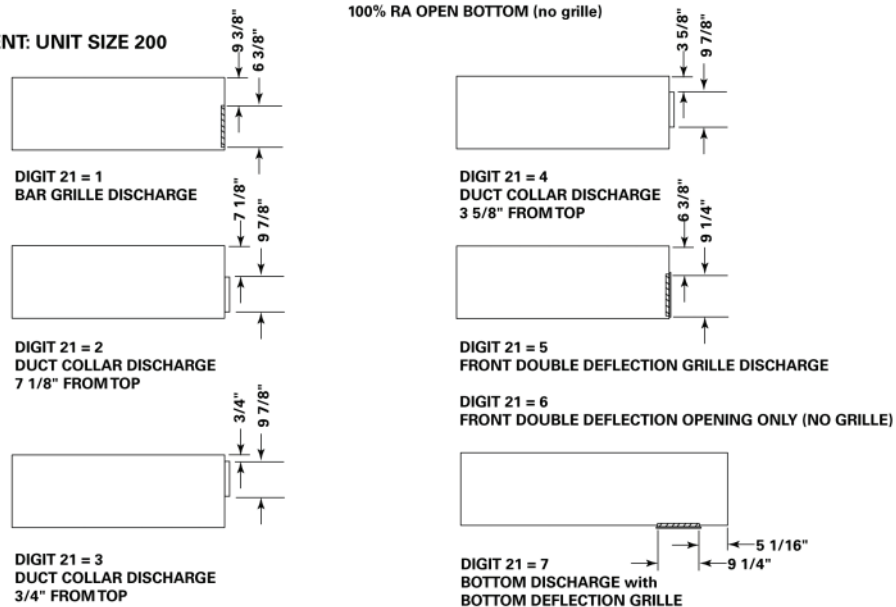 100% RA OPEN BOTTOM (no grille)
ENT: UNIT SIZE 200
9 3/8"
6 3/8"
DIGIT 21 = 1
BAR GRILLE DISCHARGE
7 1/8"
9 7/8"
DIGIT 21 = 2
DUCT COLLAR DISCHARGE
7 1/8" FROM TOP
3/4"
9 7/8"
DIGIT 21 = 3
DUCT COLLAR DISCHARGE
3/4" FROM TOP
3 5/8"
9 7/8"
DIGIT 21 = 4
DUCT COLLAR DISCHARGE
3 5/8" FROM TOP
6 3/8"
9 1/4"
DIGIT 21 = 5
FRONT DOUBLE DEFLECTION GRILLE DISCHARGE
DIGIT 21 = 6
FRONT DOUBLE DEFLECTION OPENING ONLY (NO GRILLE)
5 1/16"
9 1/4"
DIGIT 21 = 7
BOTTOM DISCHARGE with
BOTTOM DEFLECTION GRILLE